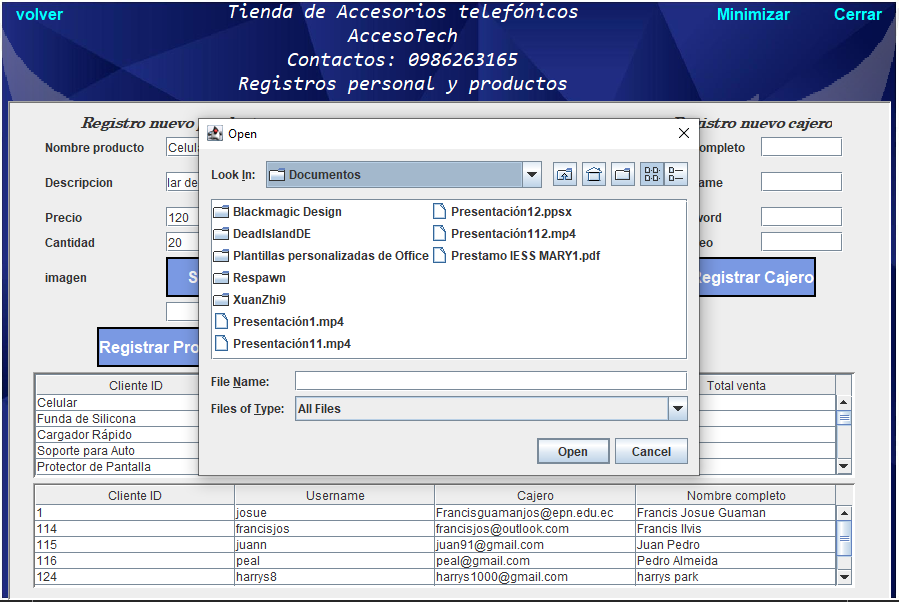 volver
Tienda de Accesorios telefónicos
Minimizar
Cerrar
AccesoTech
Contactos: 0986263165
Registros personal y productos
Registro nuevo
istro nuevo cajero
Open
Nombre producto
Celula
ompleto
Look In:
Documentos
Descripcion
lar de
ame
Blackmagic Design
Presentación12.ppsx
DeadIslandDE
Presentación112.mp4
Plantillas personalizadas de Office
Prestamo IESS MARY1.pdf
Respawn
XuanZhi9
Presentación1.mp4
Presentación11.mp4
Precio
120
word
Cantidad
20
eo
imagen
S
egistrar Cajero
Registrar Pro
File Name:
Files of Type:
All Files
Open
Cancel
Cliente ID
Total venta
Celular
Funda de Silicona
Cargador Rápido
Soporte para Auto
Protector de Pantalla
Cliente ID
Username
Cajero
Nombre completo
1
josue
Francisguamanjos@epn.edu.ec
Francis Josue Guaman
114
francisjos
francisjos@outlook.com
Francis Ilvis
115
juann
juan91@gmail.com
Juan Pedro
116
peal
peal@gmail.com
Pedro Almeida
124
harrys8
harrys1000@gmail.com
harrys park